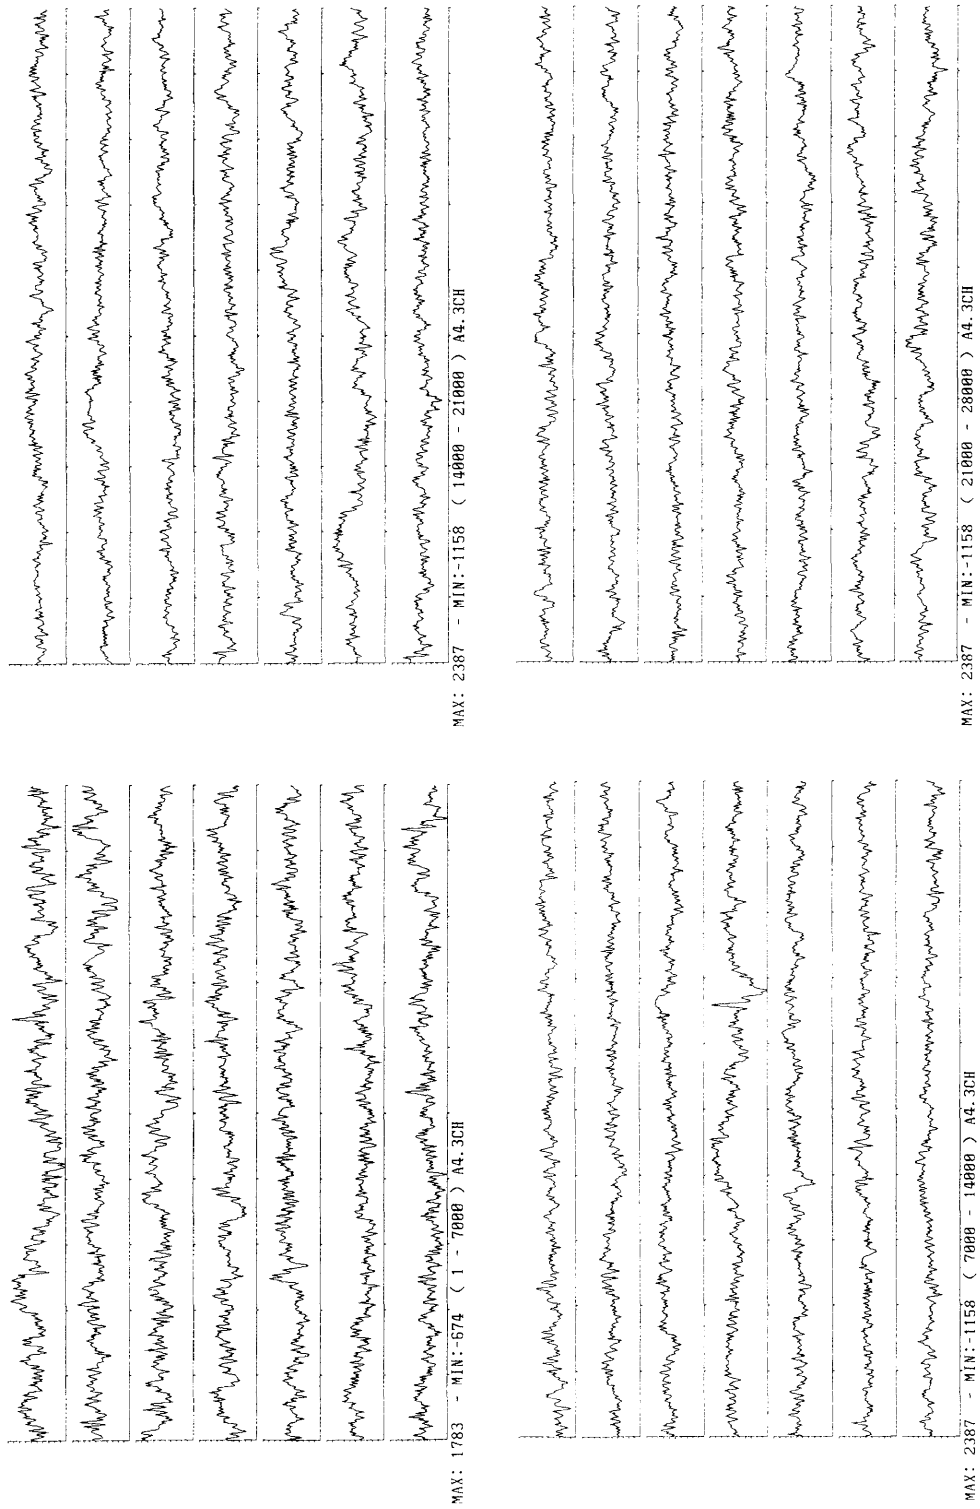 MAX: 2387 - MIN:-1158 ( 14000 - 21000 ) A4.3CH
MAX: 2387 - MIN:-1158 ( 21000 - 28000 ) A4.3CH
MAX: 1783 - MIN:-674 ( 1 - 7000 ) A4.3CH
MAX: 2387 - MIN:-1158 ( 7000 - 14000 ) A4.3CH